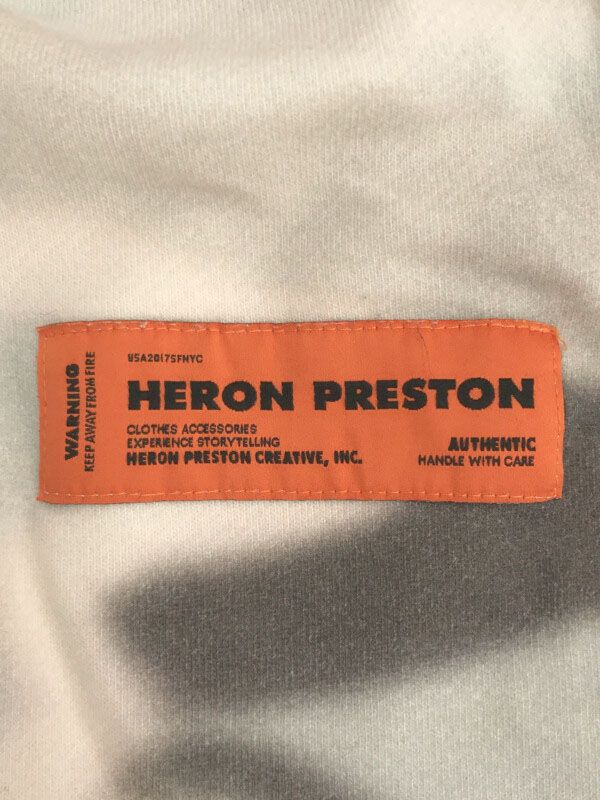 WARNING
KEEP AWAY FROM FIRE
USA2017SFNYC
HERON PRESTON
CLOTHES ACCESSORIES
EXPERIENCE STORYTELLING
HERON PRESTON CREATIVE, INC.
AUTHENTIC
HANDLE WITH CARE